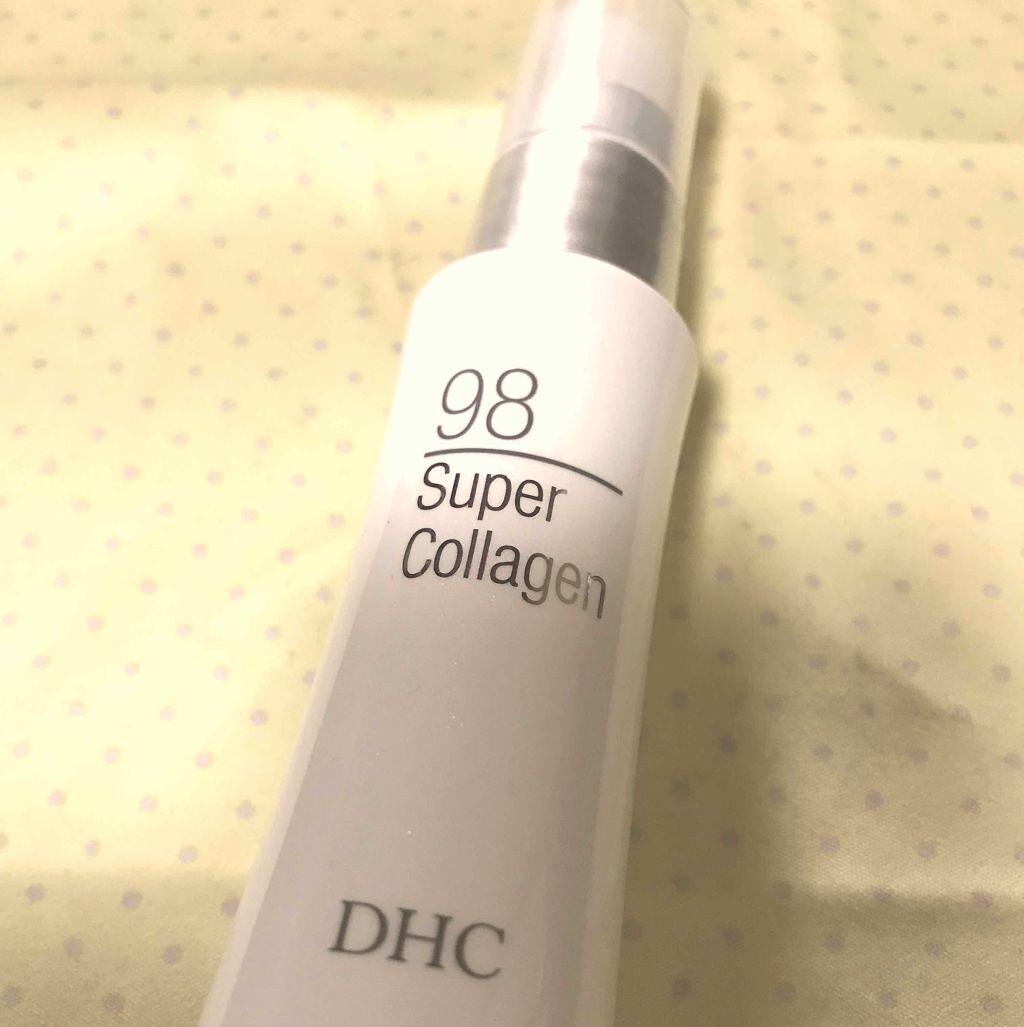 98
Super
Collagen
DHC